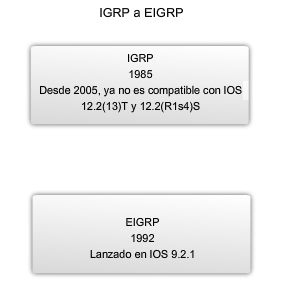 IGRP a EIGRP
IGRP
1985
Desde 2005, ya no es compatible con IOS
12.2(13)T y 12.2(R1s4)S
EIGRP
1992
Lanzado en IOS 9.2.1